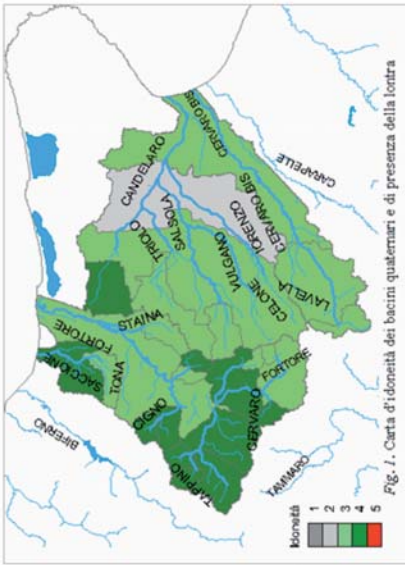 BIFERNO
SACCIONE
FORTORE
TONA
STAINA
CIGNO
TAPPINO
CERVARO
FORTORE
TAMMARO
CANDELARO
TRIOLO
SALSOLA
VULGANO
CELONE
LORENZO
CERVARO BIS
CERVARO BIS
LAVELLA
CARAPELLE
Idoneità
1
2
3
4
5
Fig. 1. Carta d'idoneità dei bacini quaternari e di presenza della lontra